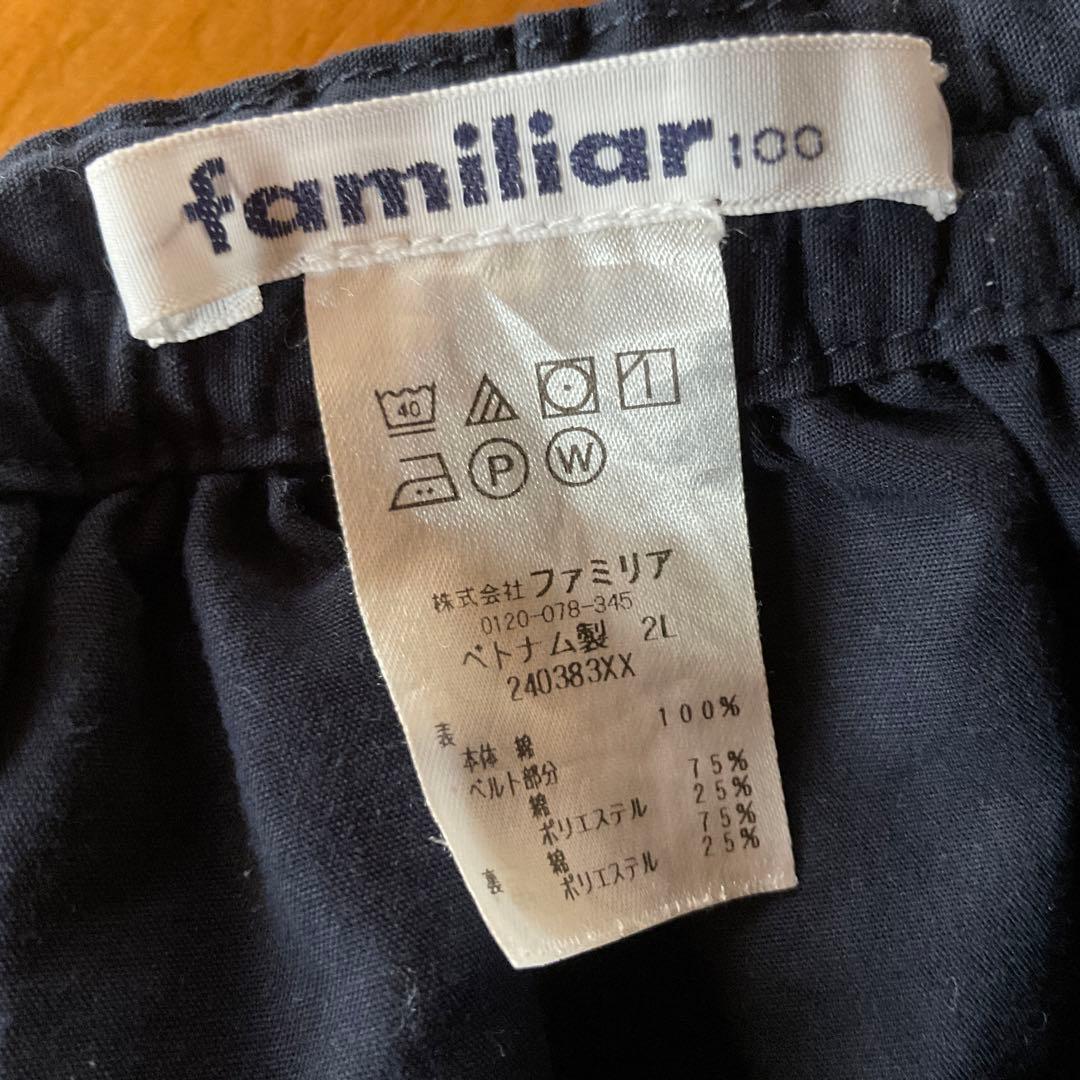 familiar 100
40
P W
株式会社 ファミリア
0120-078-345
ベトナム製 2L
240383XX
表
本体 綿 100%
ベルト部分
綿 75%
ポリエステル 25%
裏 綿 75%
ポリエステル 25%